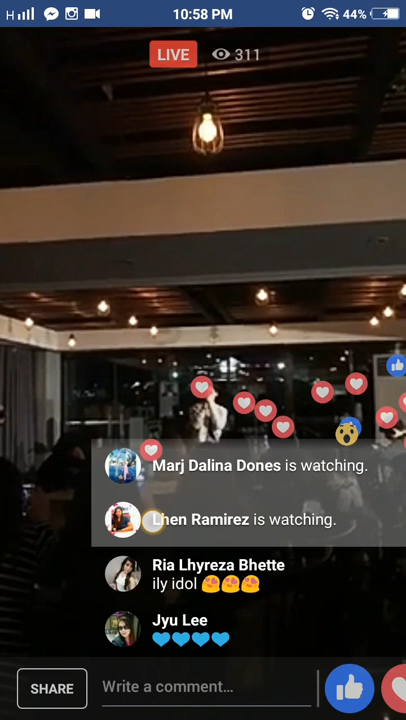 H 10:58 PM 44%
LIVE 311
Marj Dalina Dones is watching.
Lhen Ramirez is watching.
Ria Lhyreza Bhette
ily idol 😍😍😍
Jyu Lee
💙💙💙💙
SHARE Write a comment...